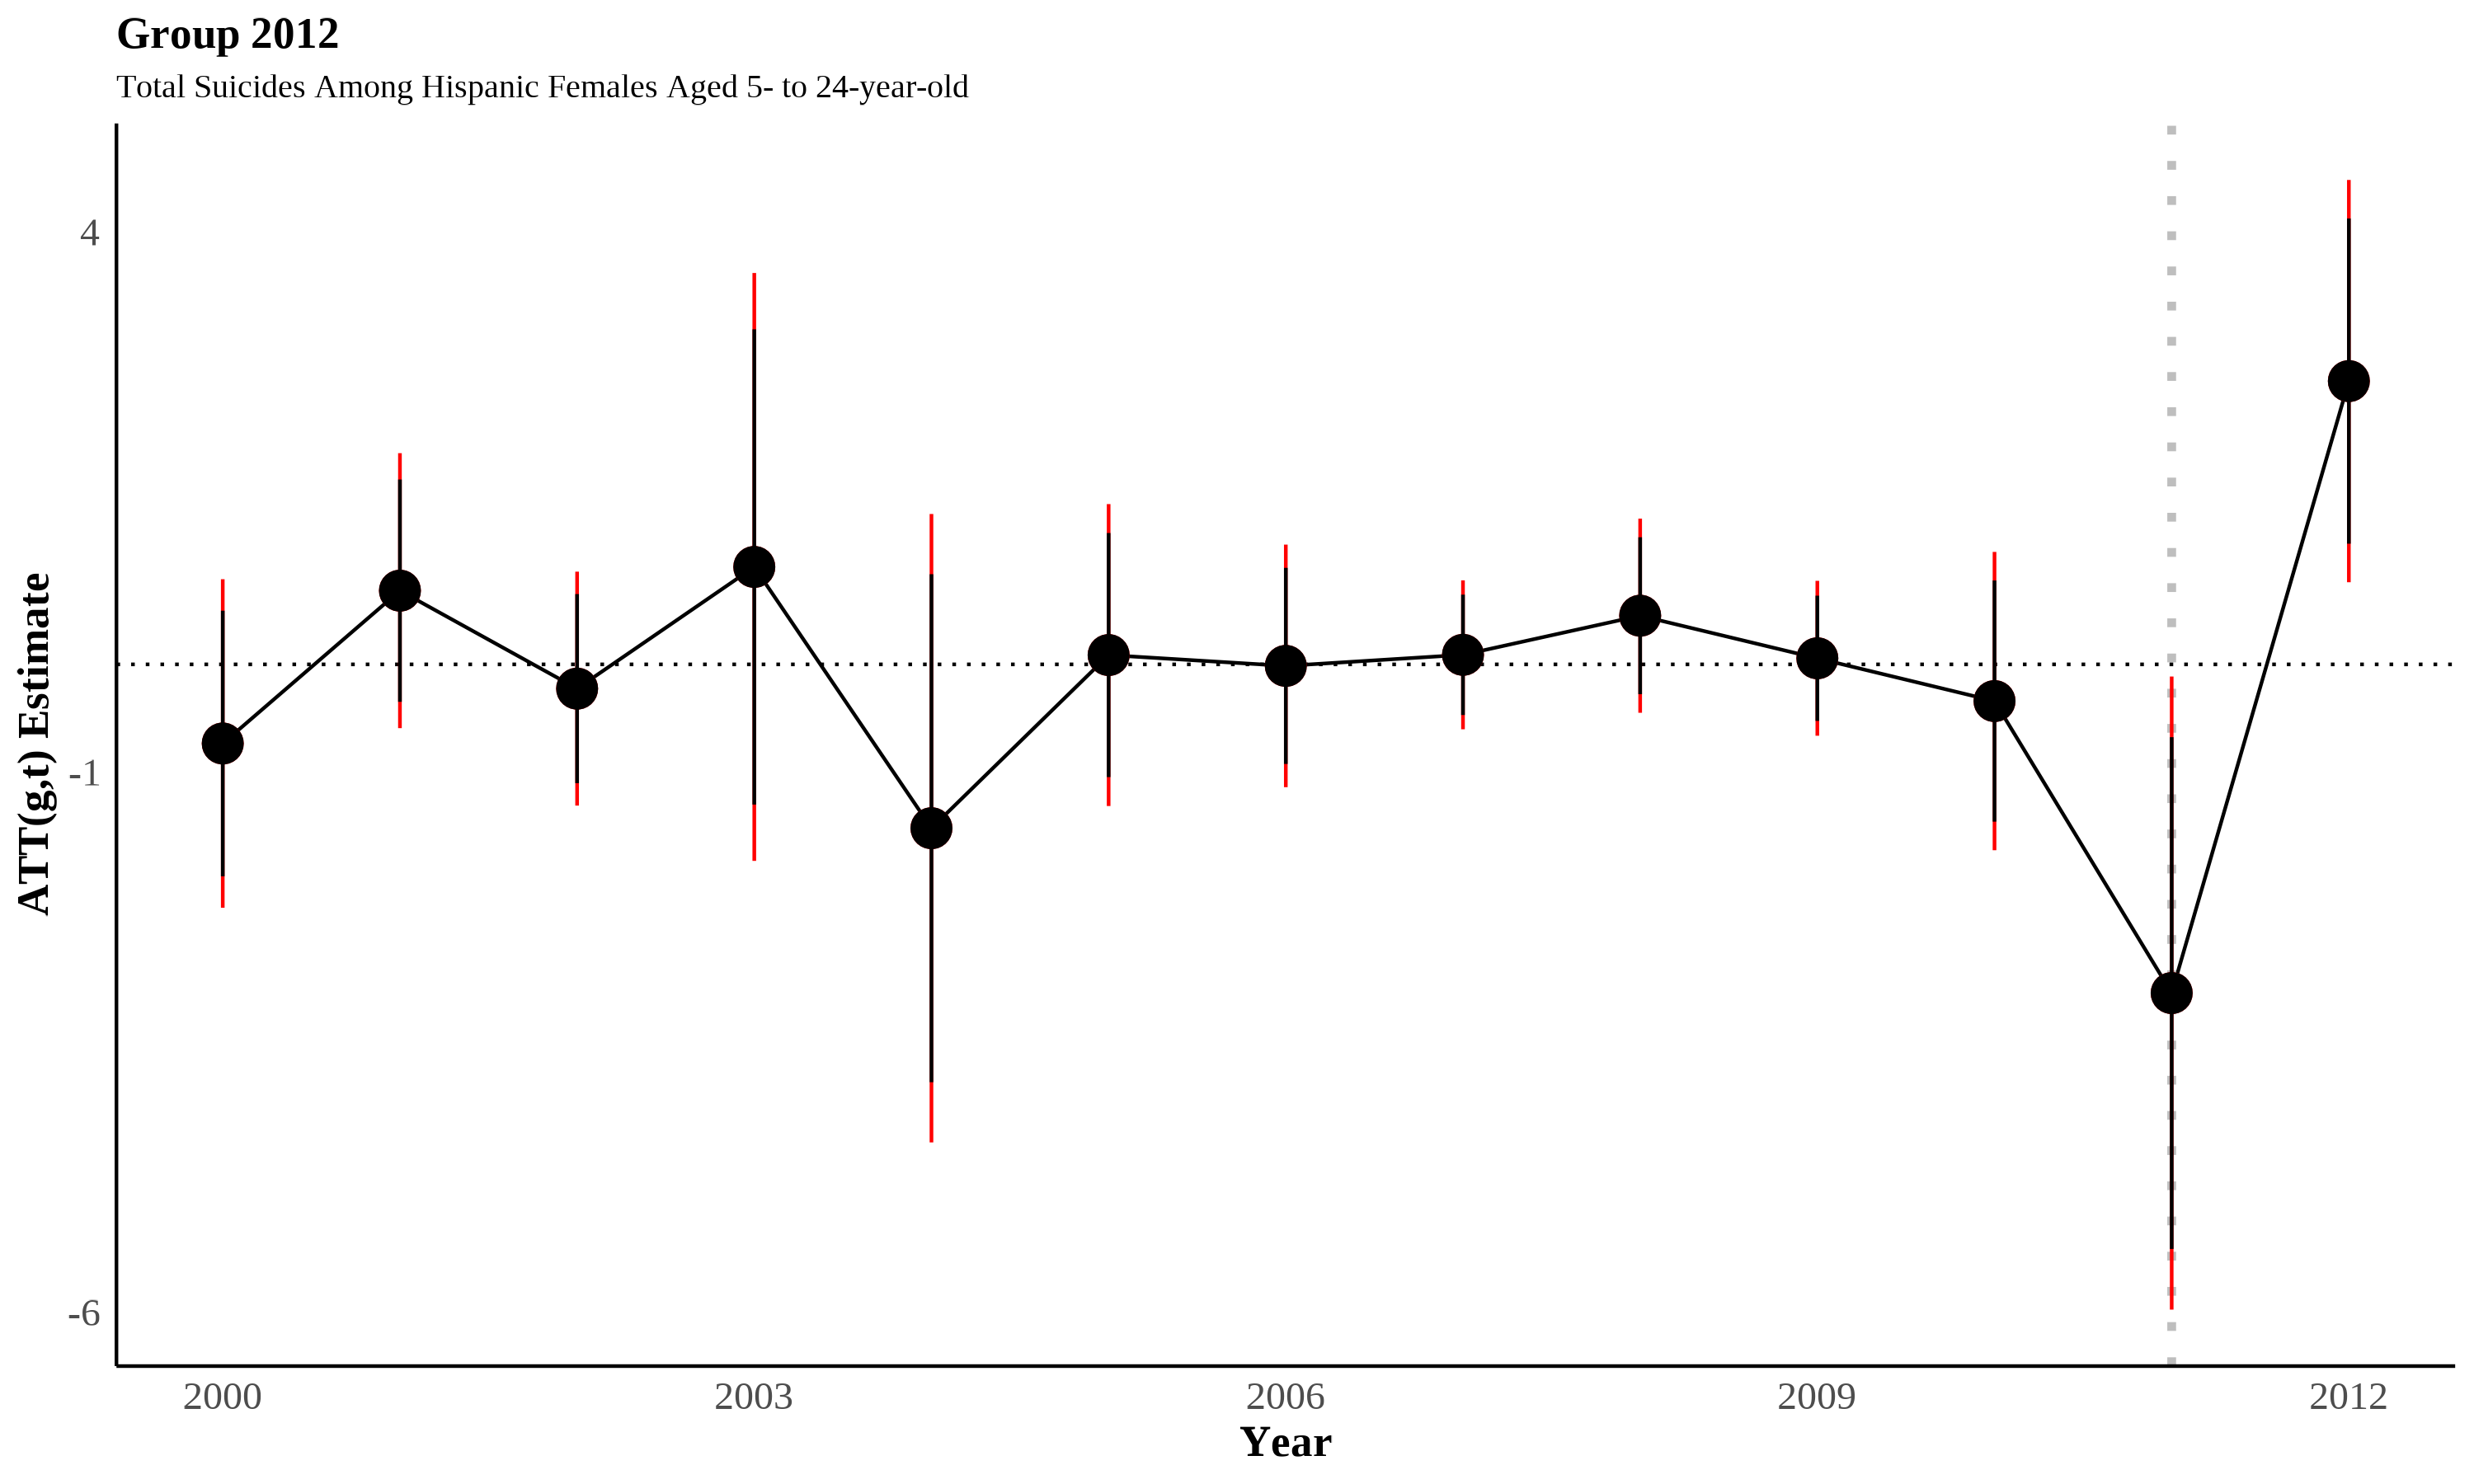 Group 2012
Total Suicides Among Hispanic Females Aged 5- to 24-year-old
ATT(g,t) Estimate
4
-1
-6
2000 2003 2006 2009 2012
Year